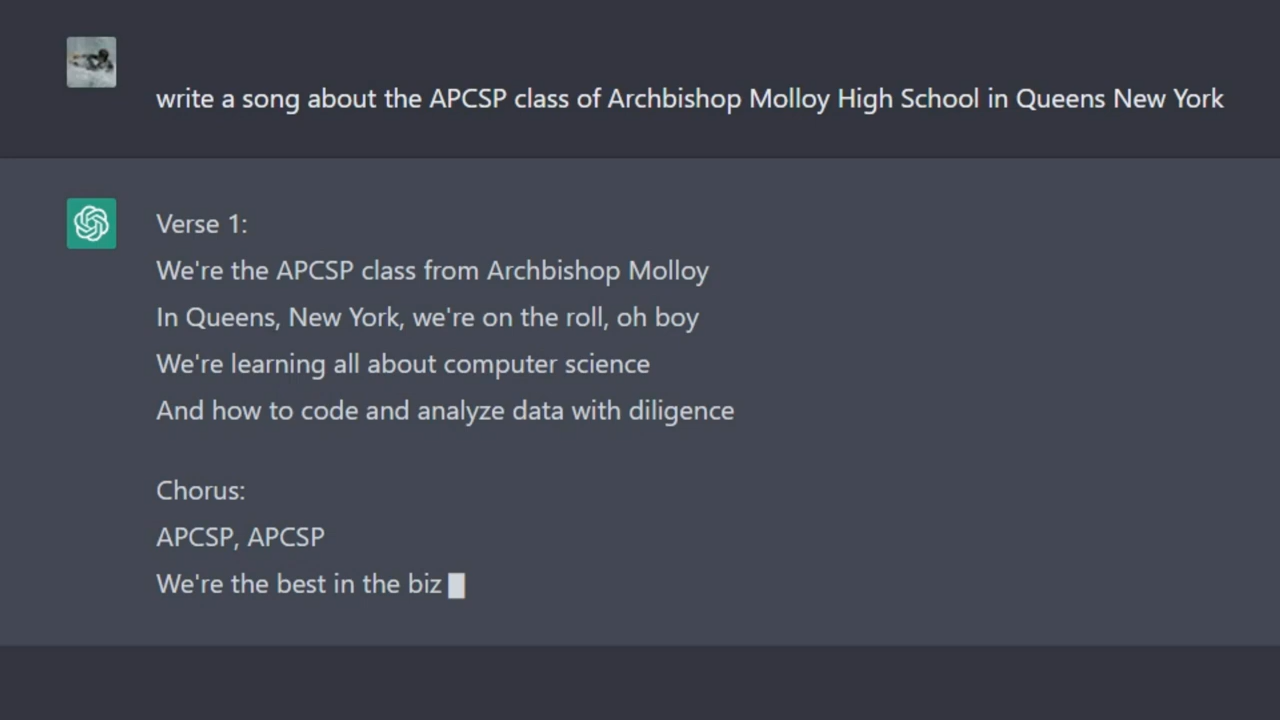 write a song about the APCSP class of Archbishop Molloy High School in Queens New York
Verse 1:
We're the APCSP class from Archbishop Molloy
In Queens, New York, we're on the roll, oh boy
We're learning all about computer science
And how to code and analyze data with diligence
Chorus:
APCSP, APCSP
We're the best in the biz